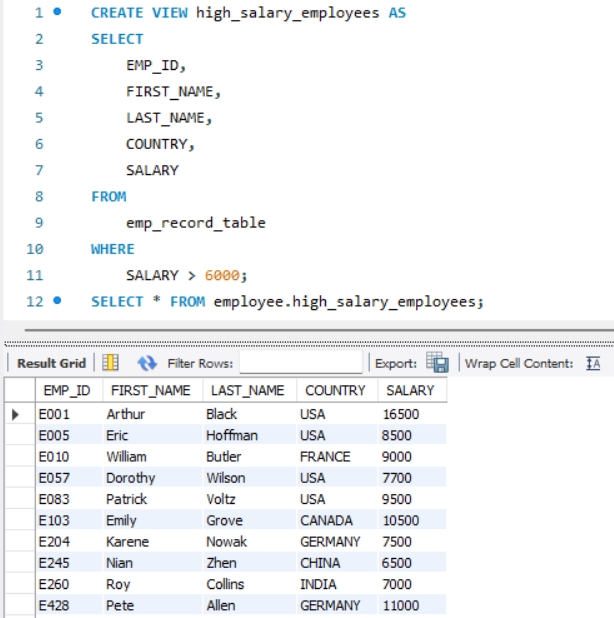 1 CREATE VIEW high_salary_employees AS
2 SELECT
3 EMP_ID,
4 FIRST_NAME,
5 LAST_NAME,
6 COUNTRY,
7 SALARY
8 FROM
9 emp_record_table
10 WHERE
11 SALARY > 6000;
12 SELECT * FROM employee.high_salary_employees;
Result Grid Filter Rows: Export: Wrap Cell Content: IA
EMP_ID FIRST_NAME LAST_NAME COUNTRY SALARY
E001 Arthur Black USA 16500
E005 Eric Hoffman USA 8500
E010 William Butler FRANCE 9000
E057 Dorothy Wilson USA 7700
E083 Patrick Voltz USA 9500
E103 Emily Grove CANADA 10500
E204 Karene Nowak GERMANY 7500
E245 Nian Zhen CHINA 6500
E260 Roy Collins INDIA 7000
E428 Pete Allen GERMANY 11000